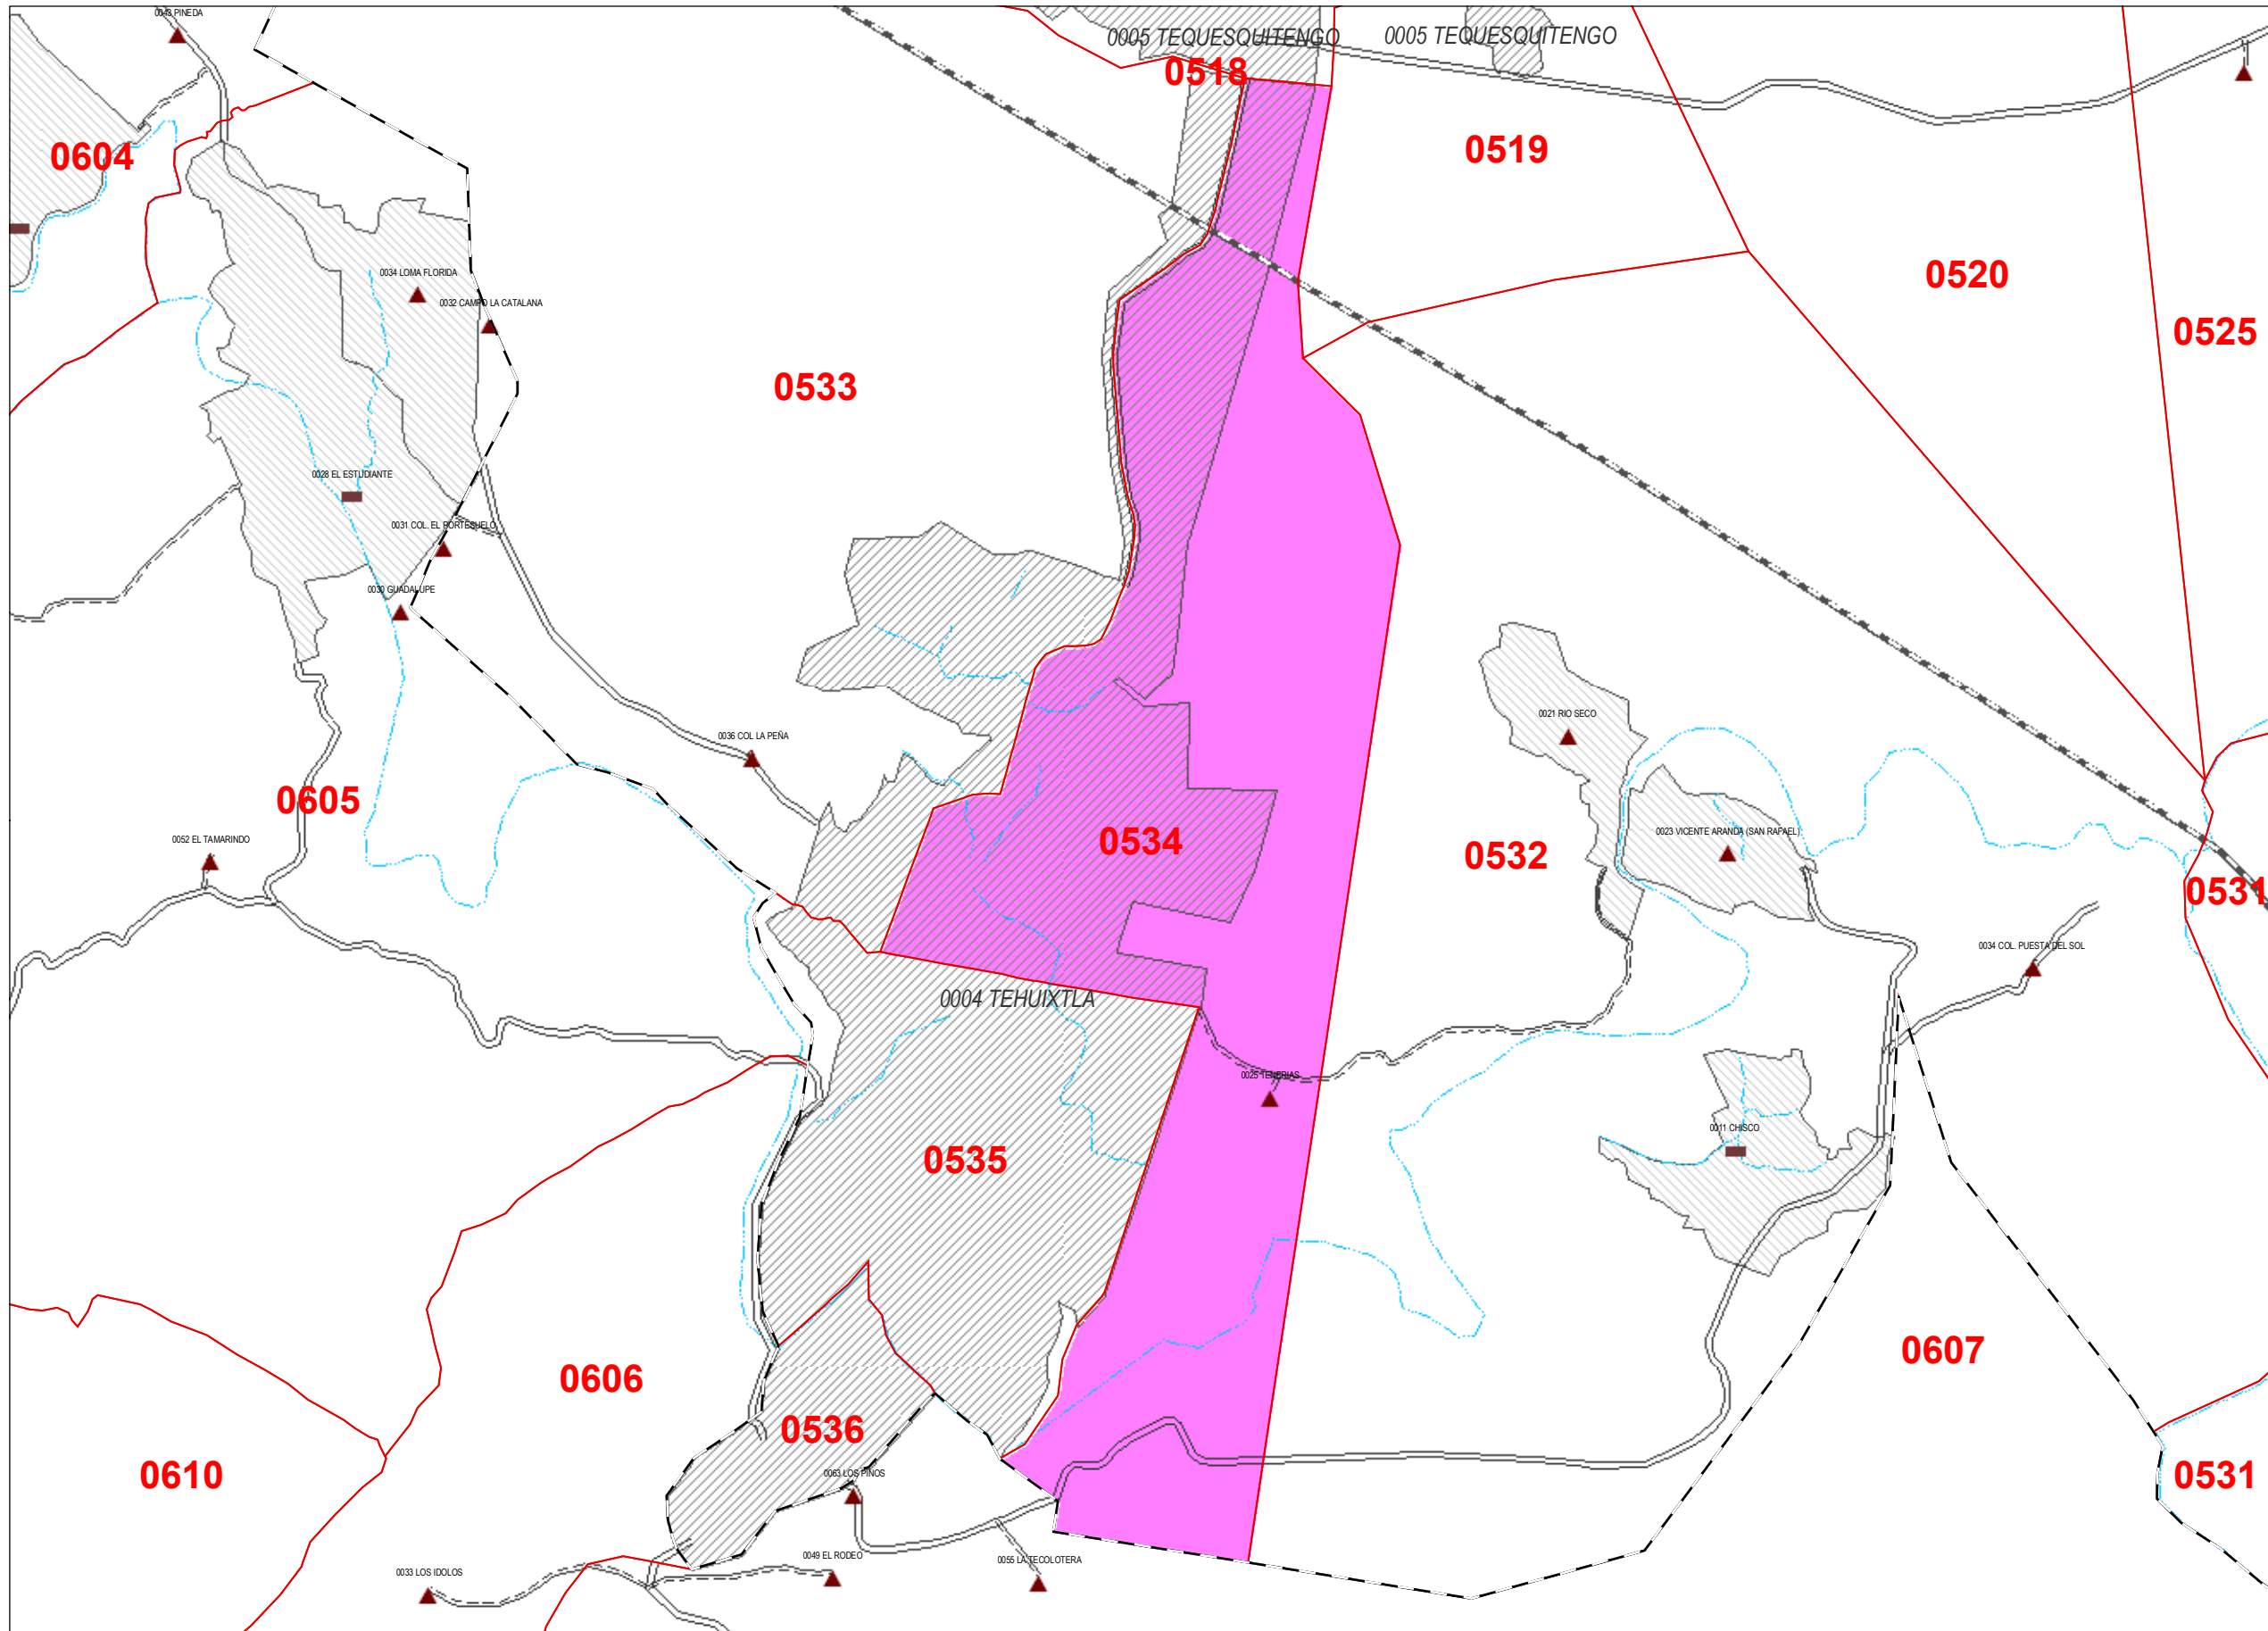 0043 PINEDA
0005 TEQUESQUITENGO
0005 TEQUESQUITENGO
0518
0604
0519
0034 LOMA FLORIDA
0032 CAMPO LA CATALANA
0520
0525
0533
0028 EL ESTUDIANTE
0031 COL. EL PORTESUELO
0030 GUADALUPE
0021 RIO SECO
0036 COL LA PEÑA
0605
0052 EL TAMARINDO
0534
0532
0023 VICENTE ARANDA (SAN RAFAEL)
0531
0034 COL. PUESTA DEL SOL
0004 TEHUIXTLA
0025 TENERIAS
0011 CHISCO
0535
0606
0607
0536
0610
0063 LOS PINOS
0531
0049 EL RODEO
0055 LA TECOLOTERA
0033 LOS IDOLOS